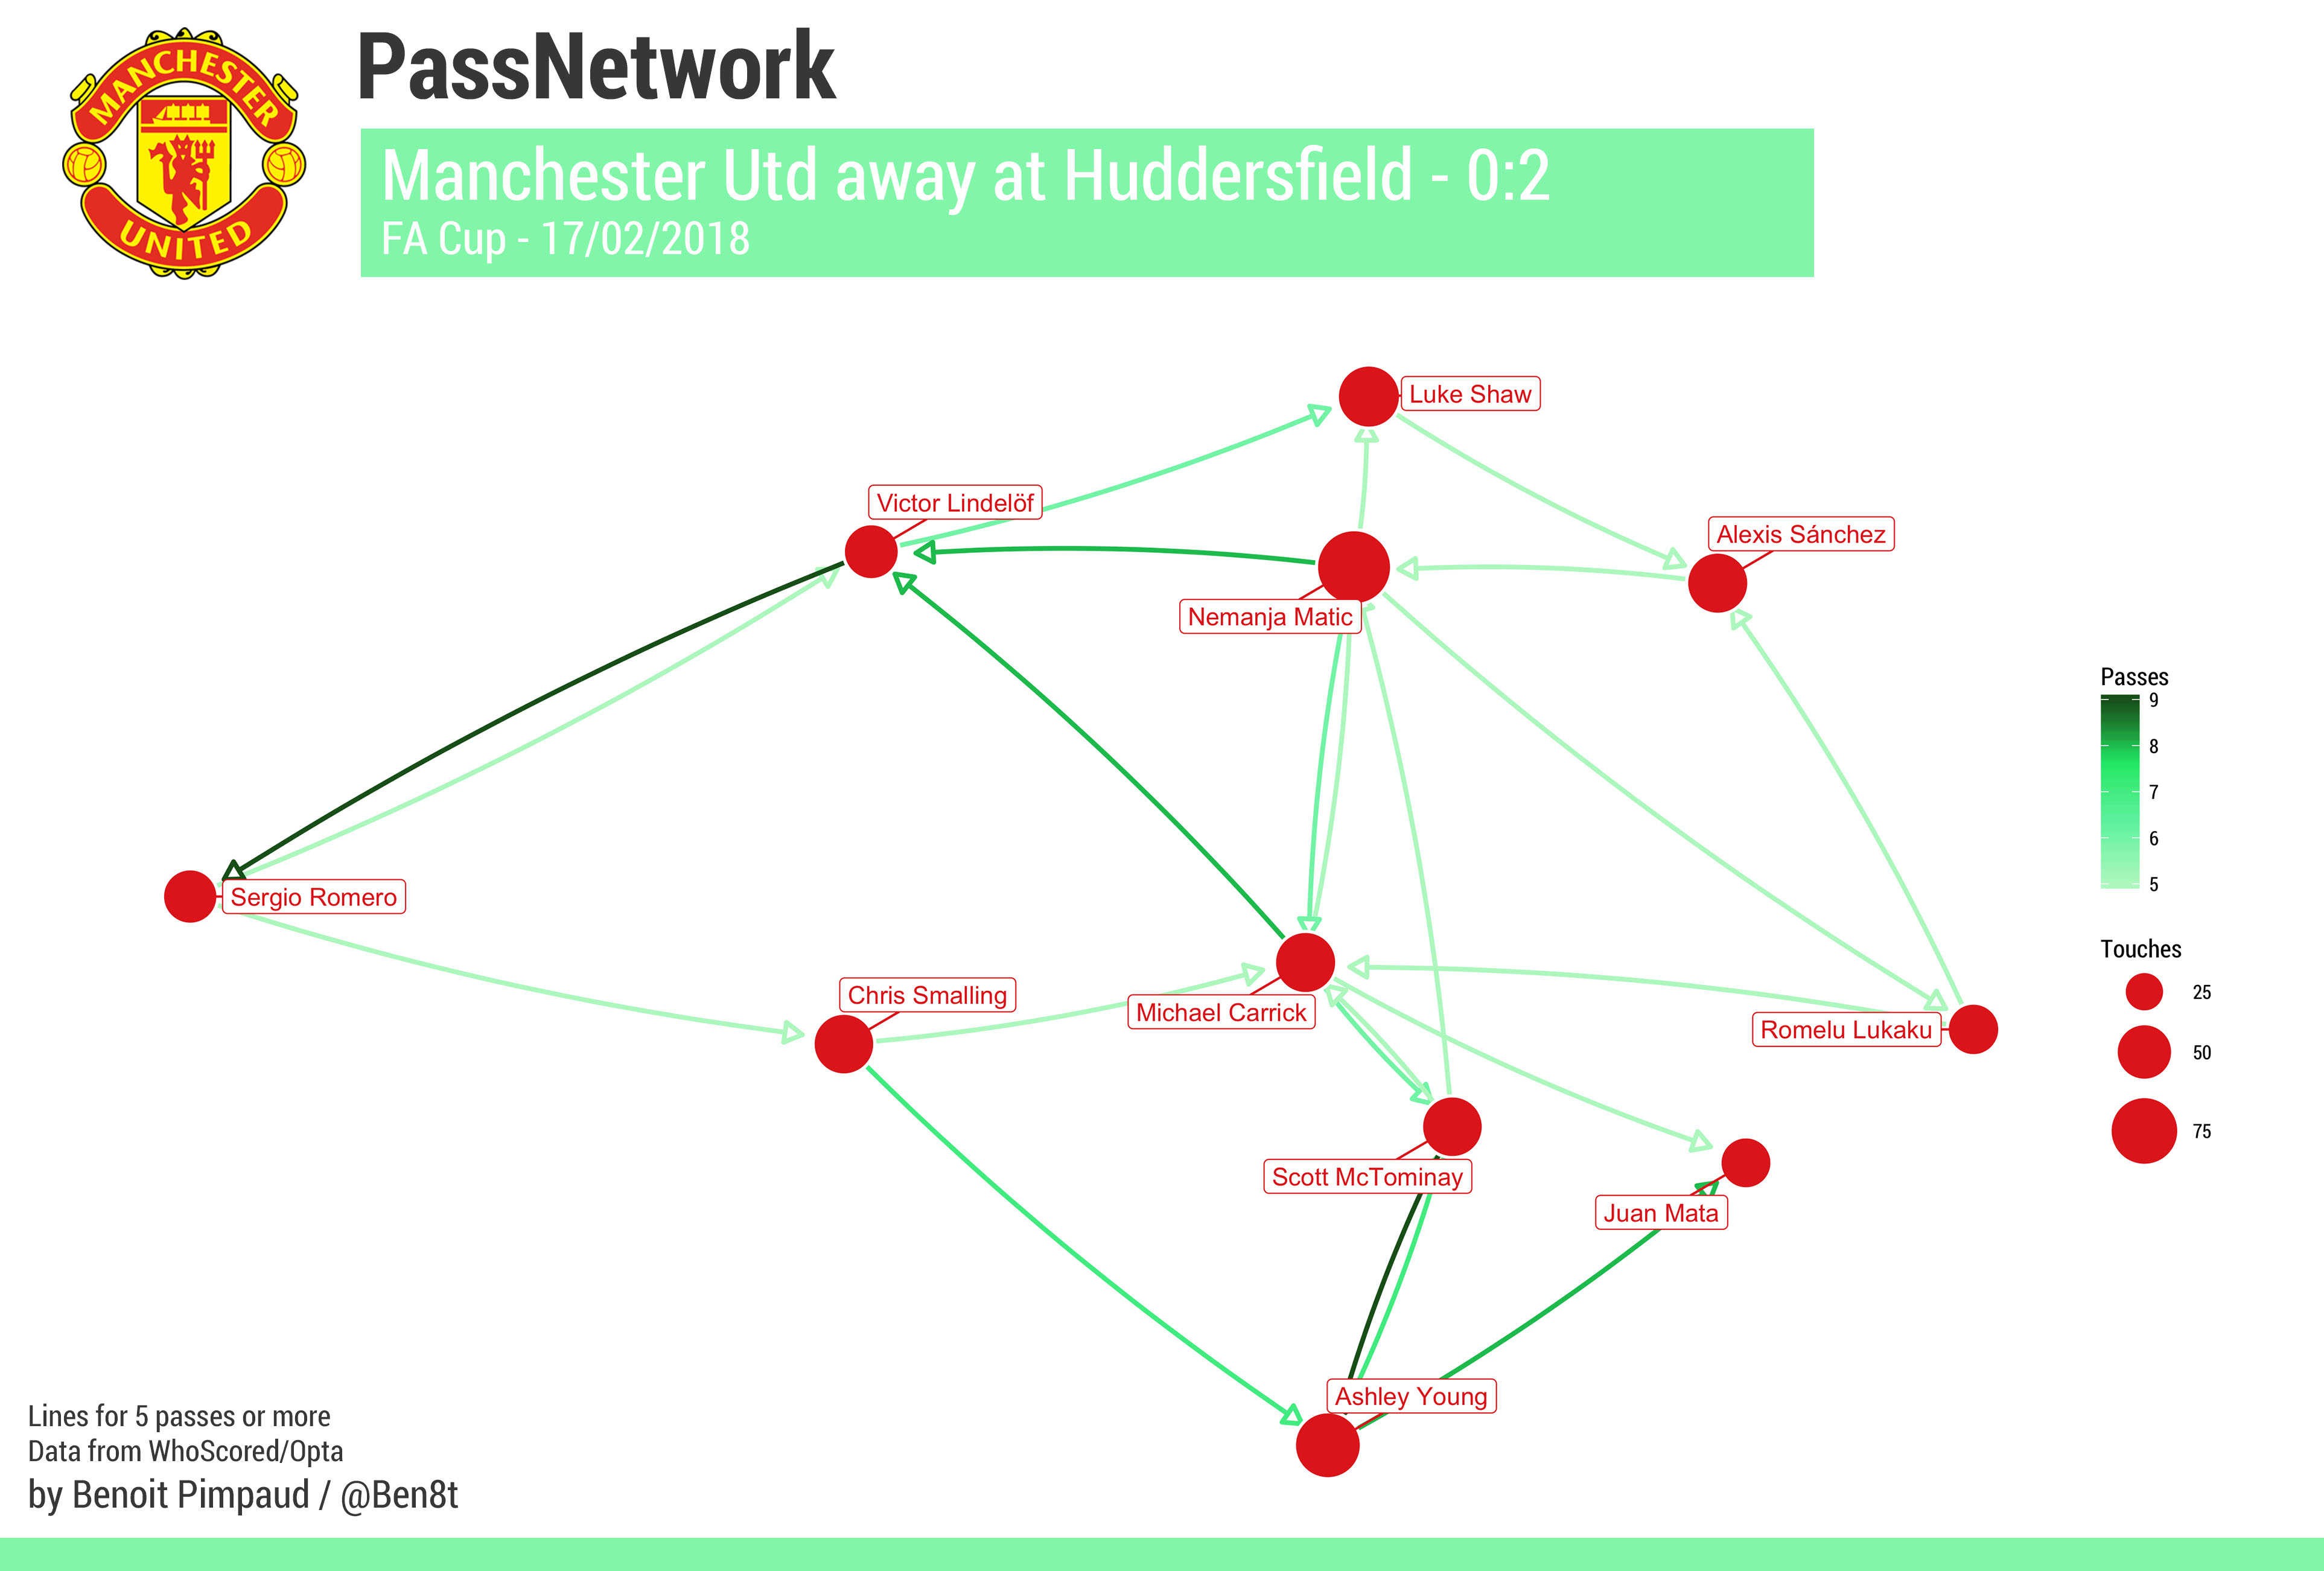 MANCHESTER
UNITED
PassNetwork
Manchester Utd away at Huddersfield - 0:2
FA Cup - 17/02/2018
Luke Shaw
Victor Lindelöf
Alexis Sánchez
Nemanja Matic
Sergio Romero
Chris Smalling
Michael Carrick
Romelu Lukaku
Scott McTominay
Juan Mata
Ashley Young
Passes
9
8
7
6
5
Touches
25
50
75
Lines for 5 passes or more
Data from WhoScored/Opta
by Benoit Pimpaud / @Ben8t